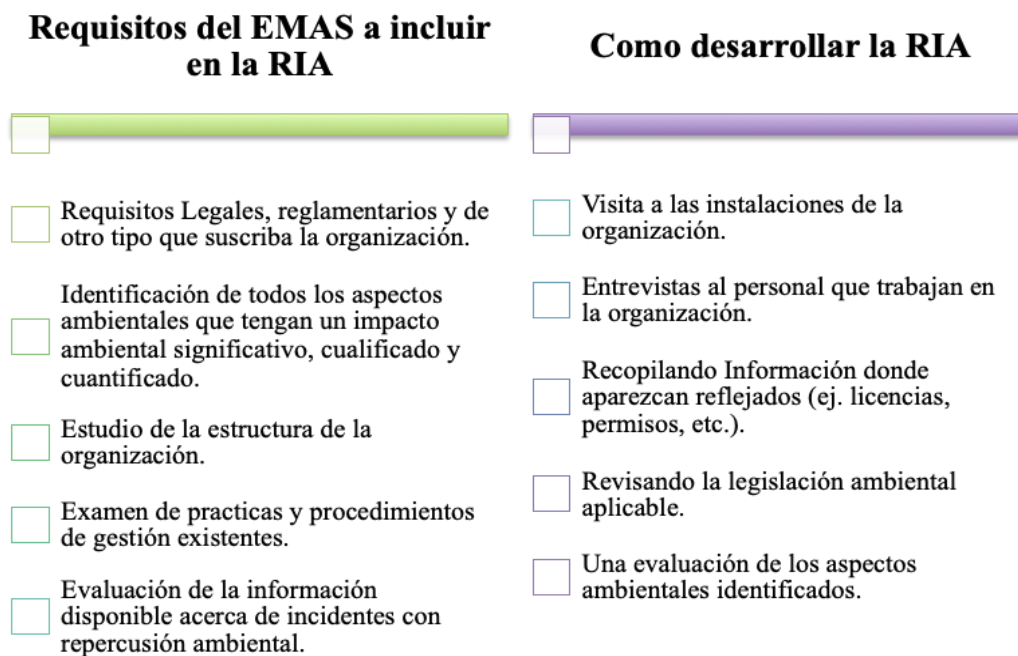 Requisitos del EMAS a incluir
en la RIA
Requisitos Legales, reglamentarios y de
otro tipo que suscriba la organización.
Identificación de todos los aspectos
ambientales que tengan un impacto
ambiental significativo, cualificado y
cuantificado.
Estudio de la estructura de la
organización.
Examen de practicas y procedimientos
de gestión existentes.
Evaluación de la información
disponible acerca de incidentes con
repercusión ambiental.
Como desarrollar la RIA
Visita a las instalaciones de la
organización.
Entrevistas al personal que trabajan en
la organización.
Recopilando Información donde
aparezcan reflejados (ej. licencias,
permisos, etc.).
Revisando la legislación ambiental
aplicable.
Una evaluación de los aspectos
ambientales identificados.